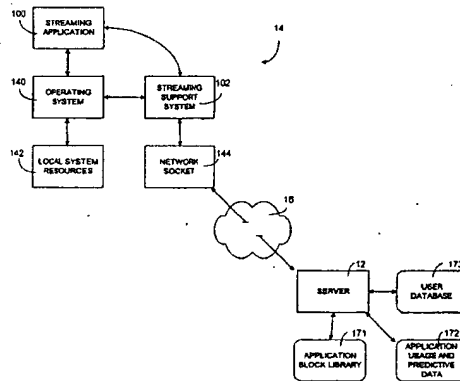 100
STREAMING
APPLICATION
14
140
OPERATING
SYSTEM
STREAMING
SUPPORT
SYSTEM
102
142
LOCAL SYSTEM
RESOURCES
NETWORK
SOCKET
144
16
12
SERVER
173
USER
DATABASE
171
APPLICATION
BLOCK LIBRARY
172
APPLICATION
USAGE AND
PREDICTIVE
DATA